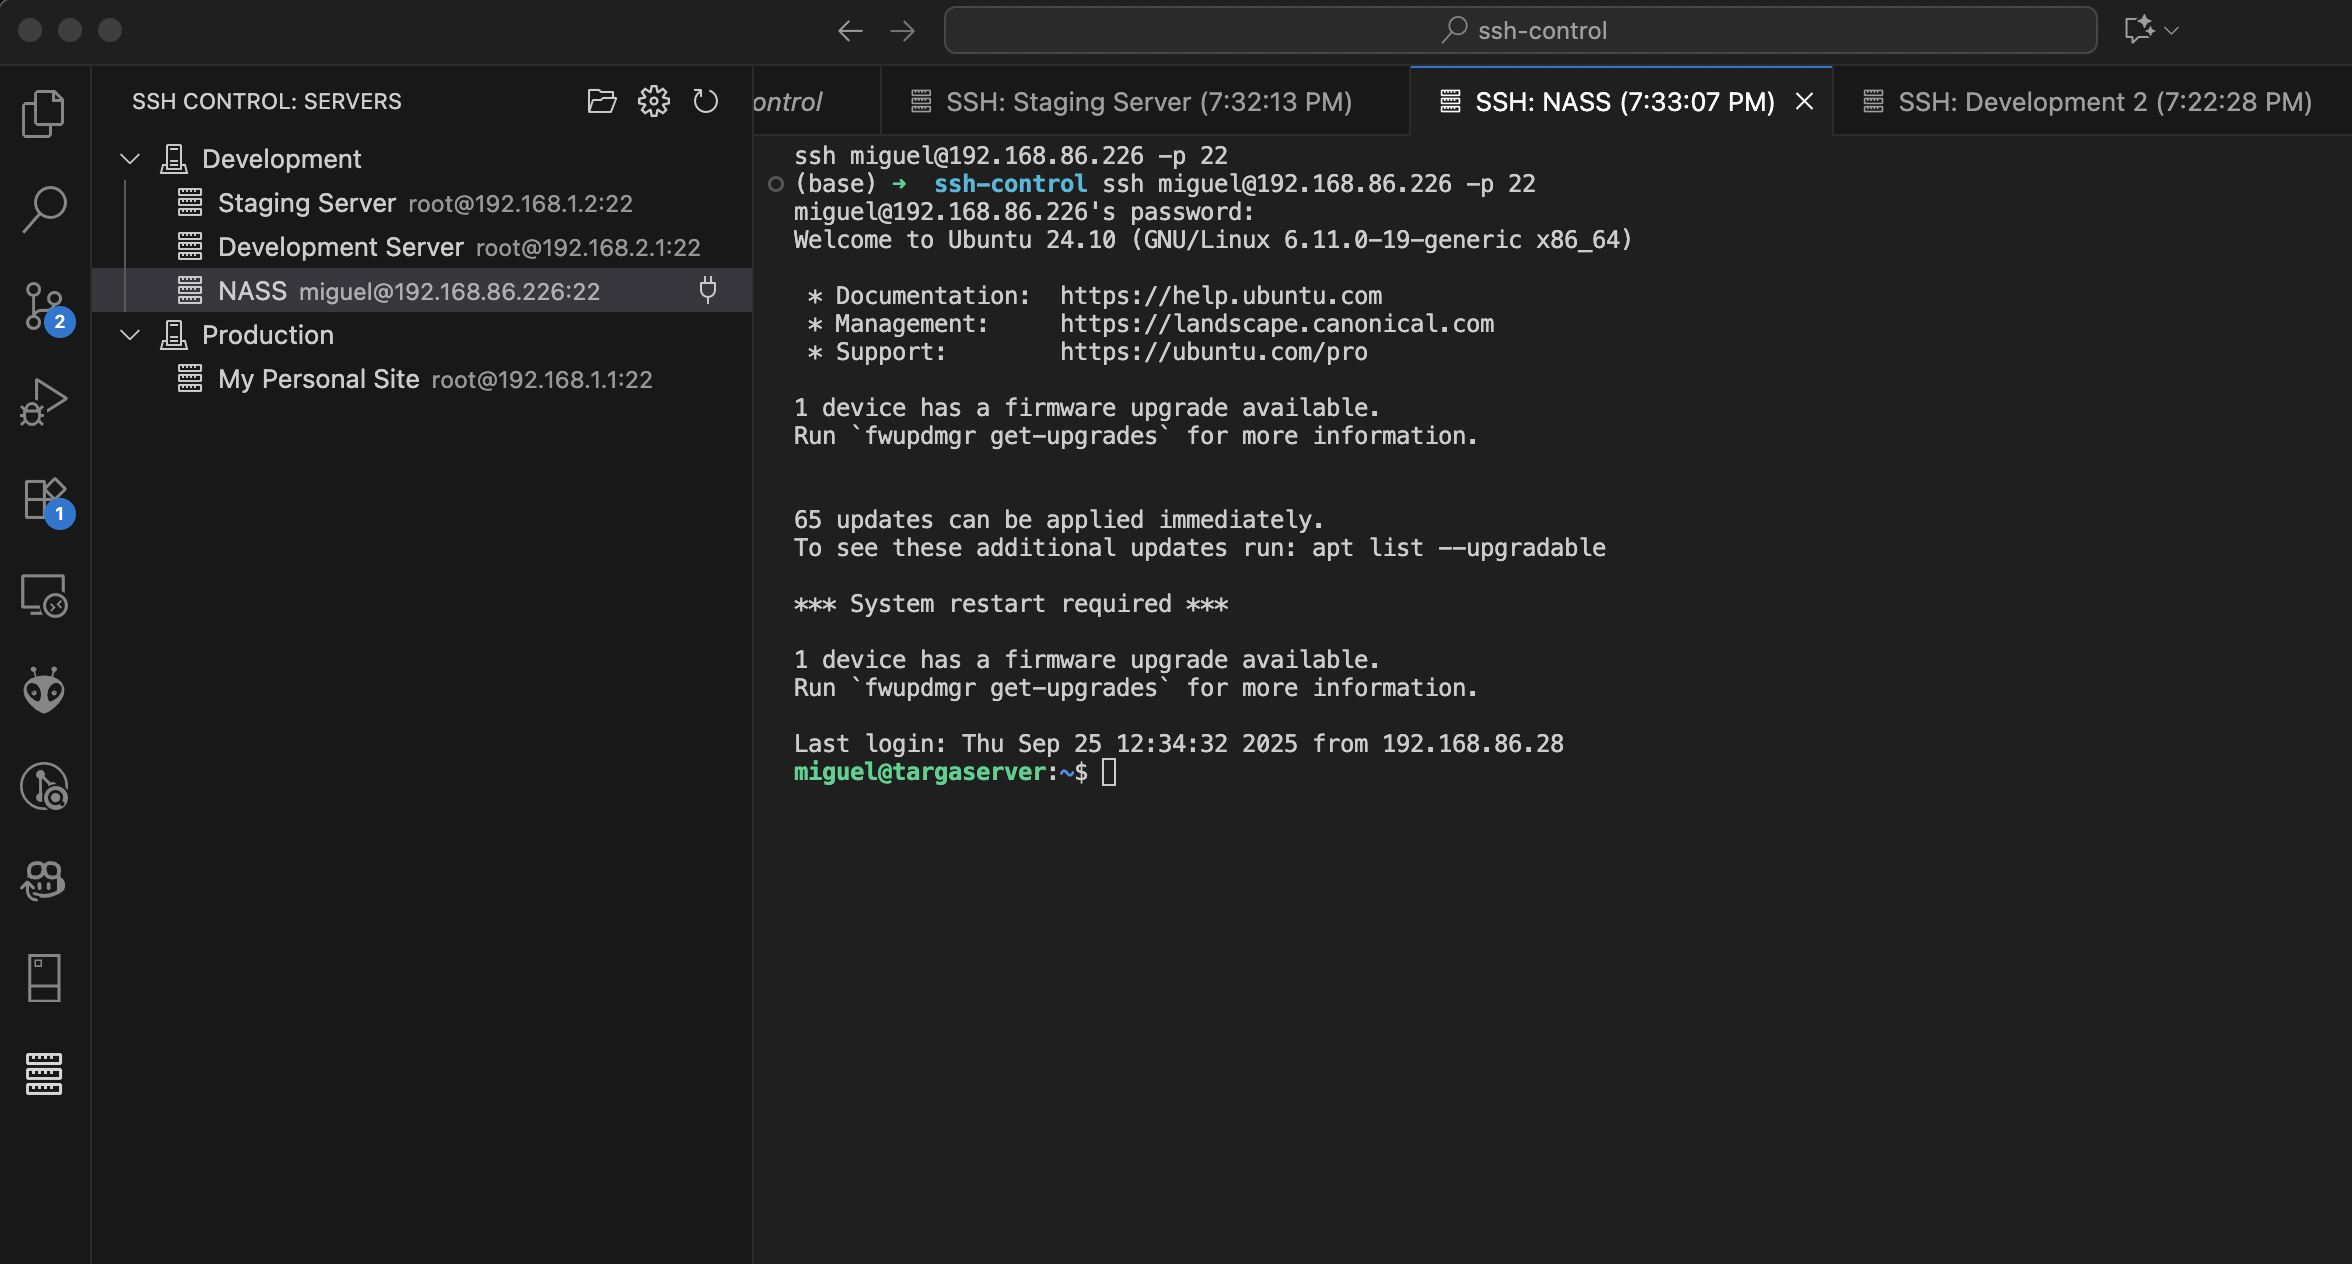 ssh-control
SSH CONTROL: SERVERS
Development
Staging Server root@192.168.1.2:22
Development Server root@192.168.2.1:22
NASS miguel@192.168.86.226:22
Production
My Personal Site root@192.168.1.1:22
2
1
ontrol
SSH: Staging Server (7:32:13 PM)
SSH: NASS (7:33:07 PM)
SSH: Development 2 (7:22:28 PM)
ssh miguel@192.168.86.226 -p 22
(base) ➜  ssh-control ssh miguel@192.168.86.226 -p 22
miguel@192.168.86.226's password:
Welcome to Ubuntu 24.10 (GNU/Linux 6.11.0-19-generic x86_64)
* Documentation:  https://help.ubuntu.com
* Management:     https://landscape.canonical.com
* Support:        https://ubuntu.com/pro
1 device has a firmware upgrade available.
Run `fwupdmgr get-upgrades` for more information.
65 updates can be applied immediately.
To see these additional updates run: apt list --upgradable
*** System restart required ***
1 device has a firmware upgrade available.
Run `fwupdmgr get-upgrades` for more information.
Last login: Thu Sep 25 12:34:32 2025 from 192.168.86.28
miguel@targaserver:~$